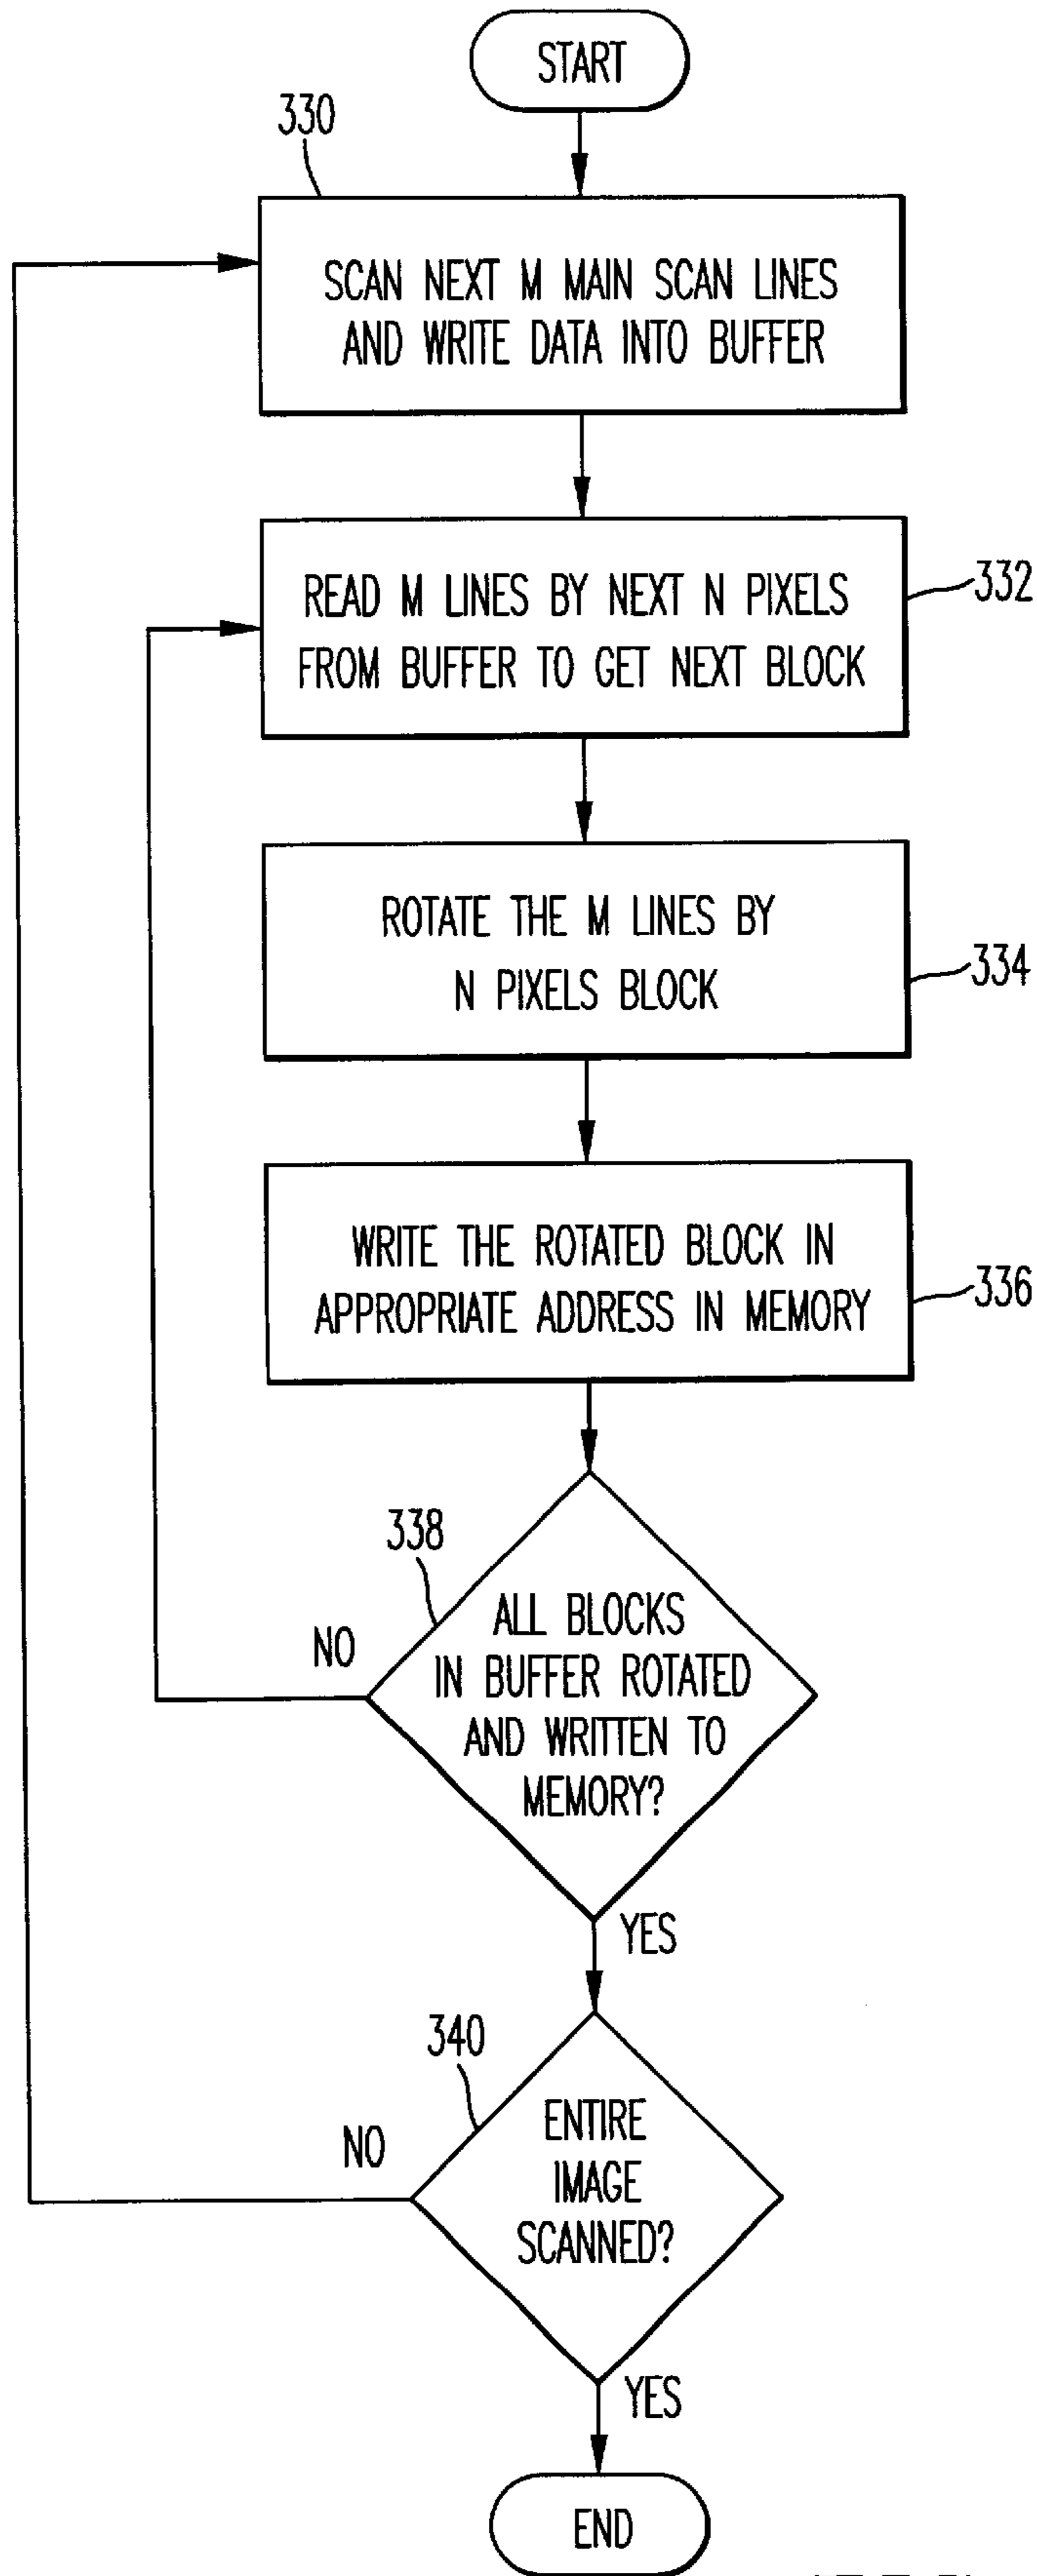 START
330
SCAN NEXT M MAIN SCAN LINES
AND WRITE DATA INTO BUFFER
READ M LINES BY NEXT N PIXELS
FROM BUFFER TO GET NEXT BLOCK
332
ROTATE THE M LINES BY
N PIXELS BLOCK
334
WRITE THE ROTATED BLOCK IN
APPROPRIATE ADDRESS IN MEMORY
336
338
ALL BLOCKS
IN BUFFER ROTATED
AND WRITTEN TO
MEMORY?
NO
YES
340
ENTIRE
IMAGE
SCANNED?
NO
YES
END